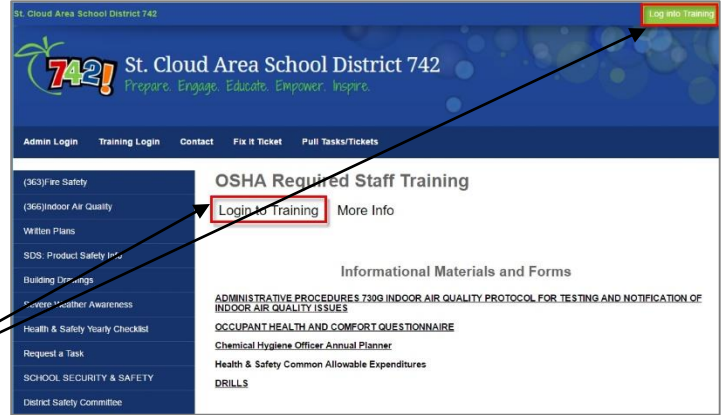 St. Cloud Area School District 742
Log into Training
742!
St. Cloud Area School District 742
Prepare. Engage. Educate. Empower. Inspire.
Admin Login Training Login Contact Fix It Ticket Pull Tasks/Tickets
(363)Fire Safety
(366)Indoor Air Quality
Written Plans
SDS: Product Safety Info
Building Drawings
Severe Weather Awareness
Health & Safety Yearly Checklist
Request a Task
SCHOOL SECURITY & SAFETY
District Safety Committee
OSHA Required Staff Training
Login to Training More Info
Informational Materials and Forms
ADMINISTRATIVE PROCEDURES 730G INDOOR AIR QUALITY PROTOCOL FOR TESTING AND NOTIFICATION OF
INDOOR AIR QUALITY ISSUES
OCCUPANT HEALTH AND COMFORT QUESTIONNAIRE
Chemical Hygiene Officer Annual Planner
Health & Safety Common Allowable Expenditures
DRILLS